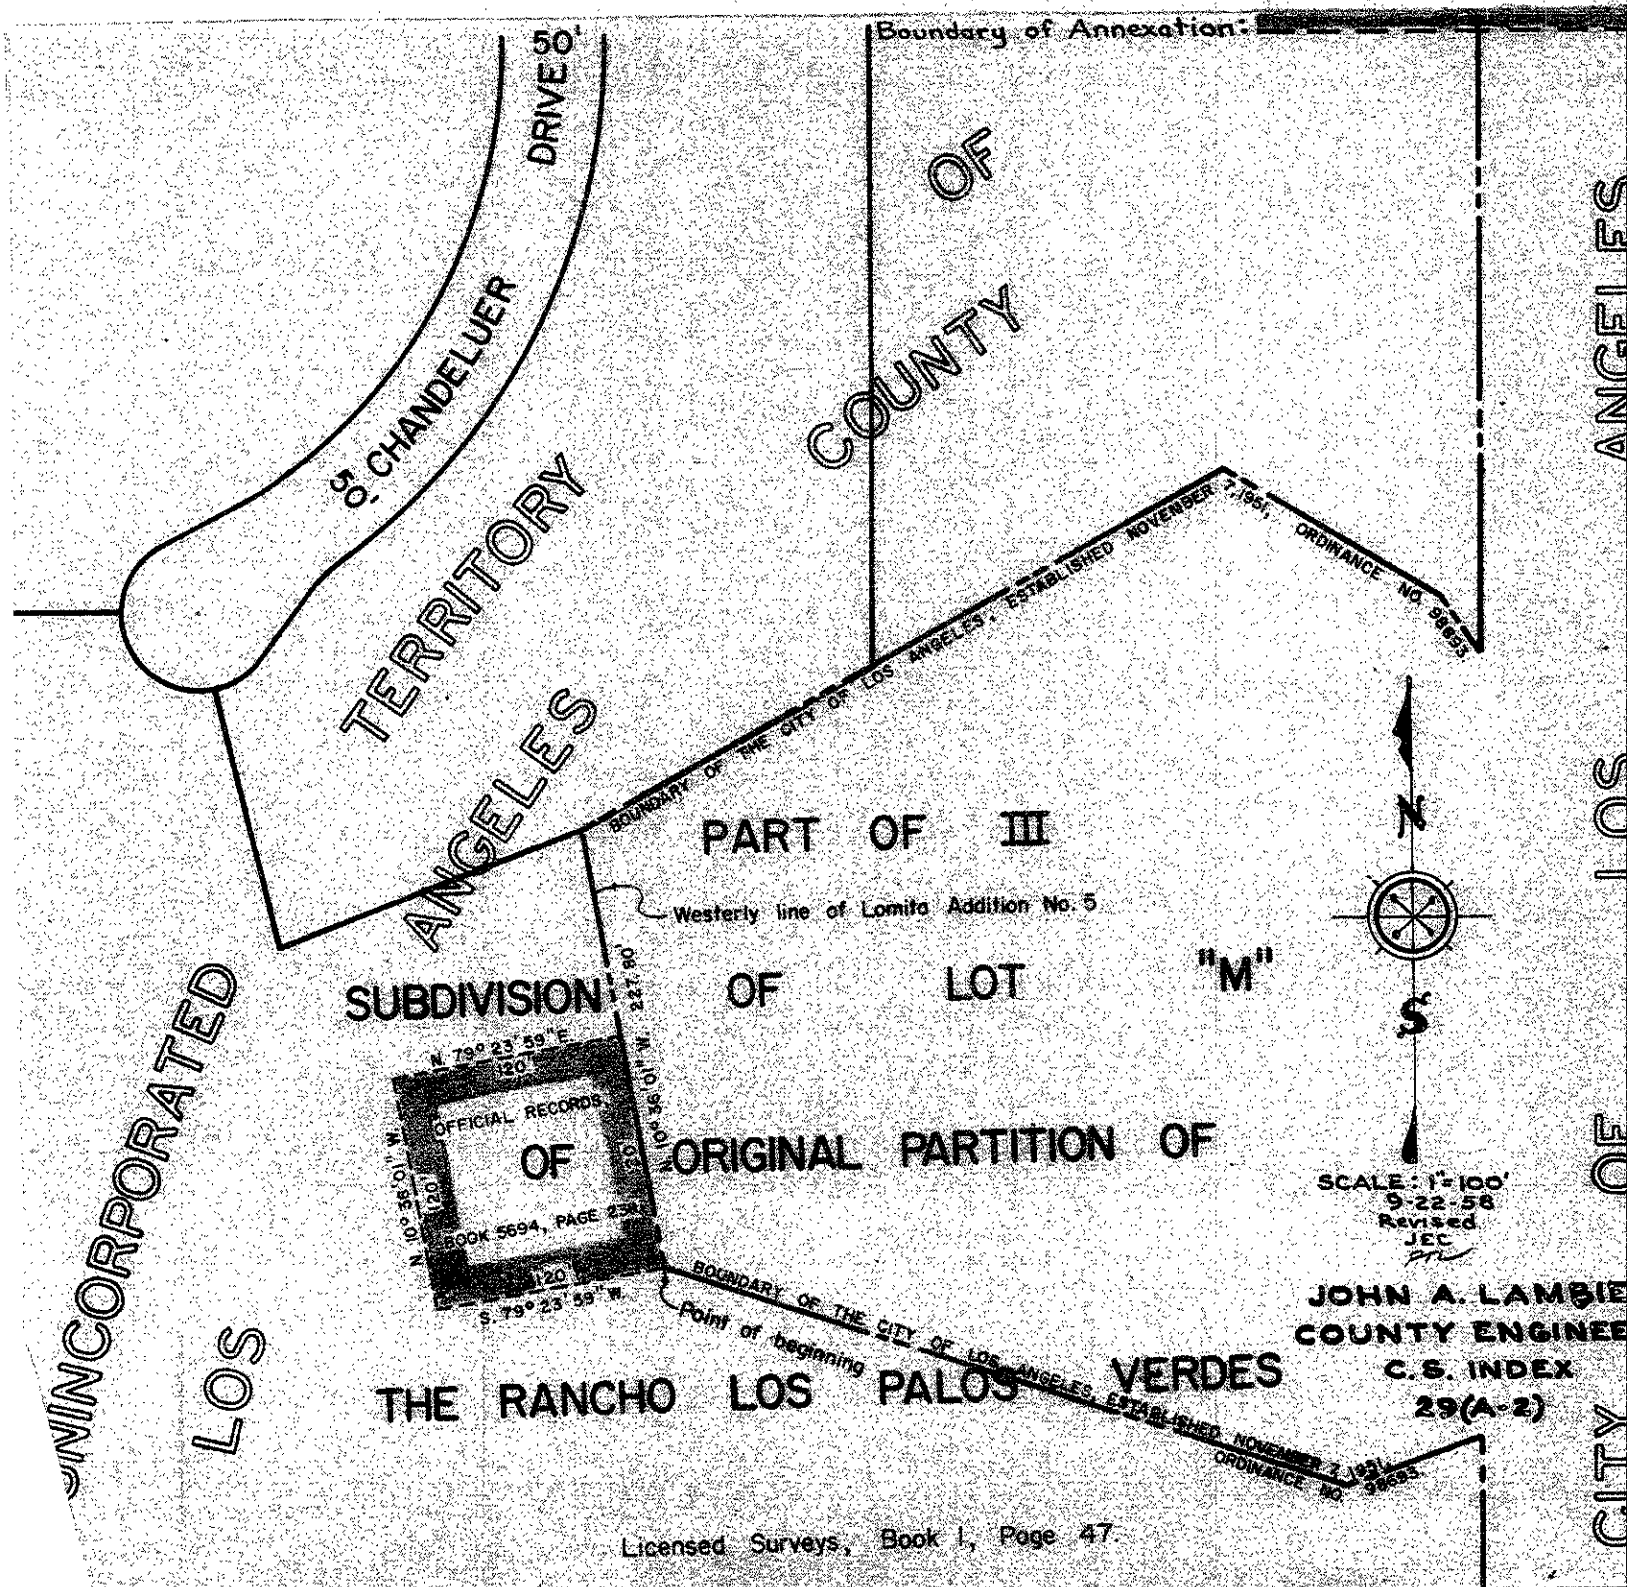 Boundary of Annexation:
50'
DRIVE
50' CHANDELUER
COUNTY OF
LOS ANGELES
UNINCORPORATED TERRITORY
CITY OF LOS ANGELES
BOUNDARY OF THE CITY OF LOS ANGELES, ESTABLISHED NOVEMBER 7, 1951, ORDINANCE NO. 98693
PART OF III
Westerly line of Lomita Addition No. 5
SUBDIVISION OF LOT "M"
227.80'
N. 79° 23' 59" E.
120'
N. 10° 36' 01" W.
120'
N. 10° 36' 01" W.
120'
S. 79° 23' 59" W.
120'
OFFICIAL RECORDS
BOOK 5694, PAGE
OF ORIGINAL PARTITION OF
THE RANCHO LOS PALOS VERDES
Point of beginning
BOUNDARY OF THE CITY OF LOS ANGELES, ESTABLISHED NOVEMBER 7, 1951,
ORDINANCE NO. 98693
N
S
SCALE: 1"=100'
9-22-58
Revised
JEC
JOHN A. LAMBIE
COUNTY ENGINEE
C.S. INDEX
29(A-2)
Licensed Surveys, Book 1, Page 47.